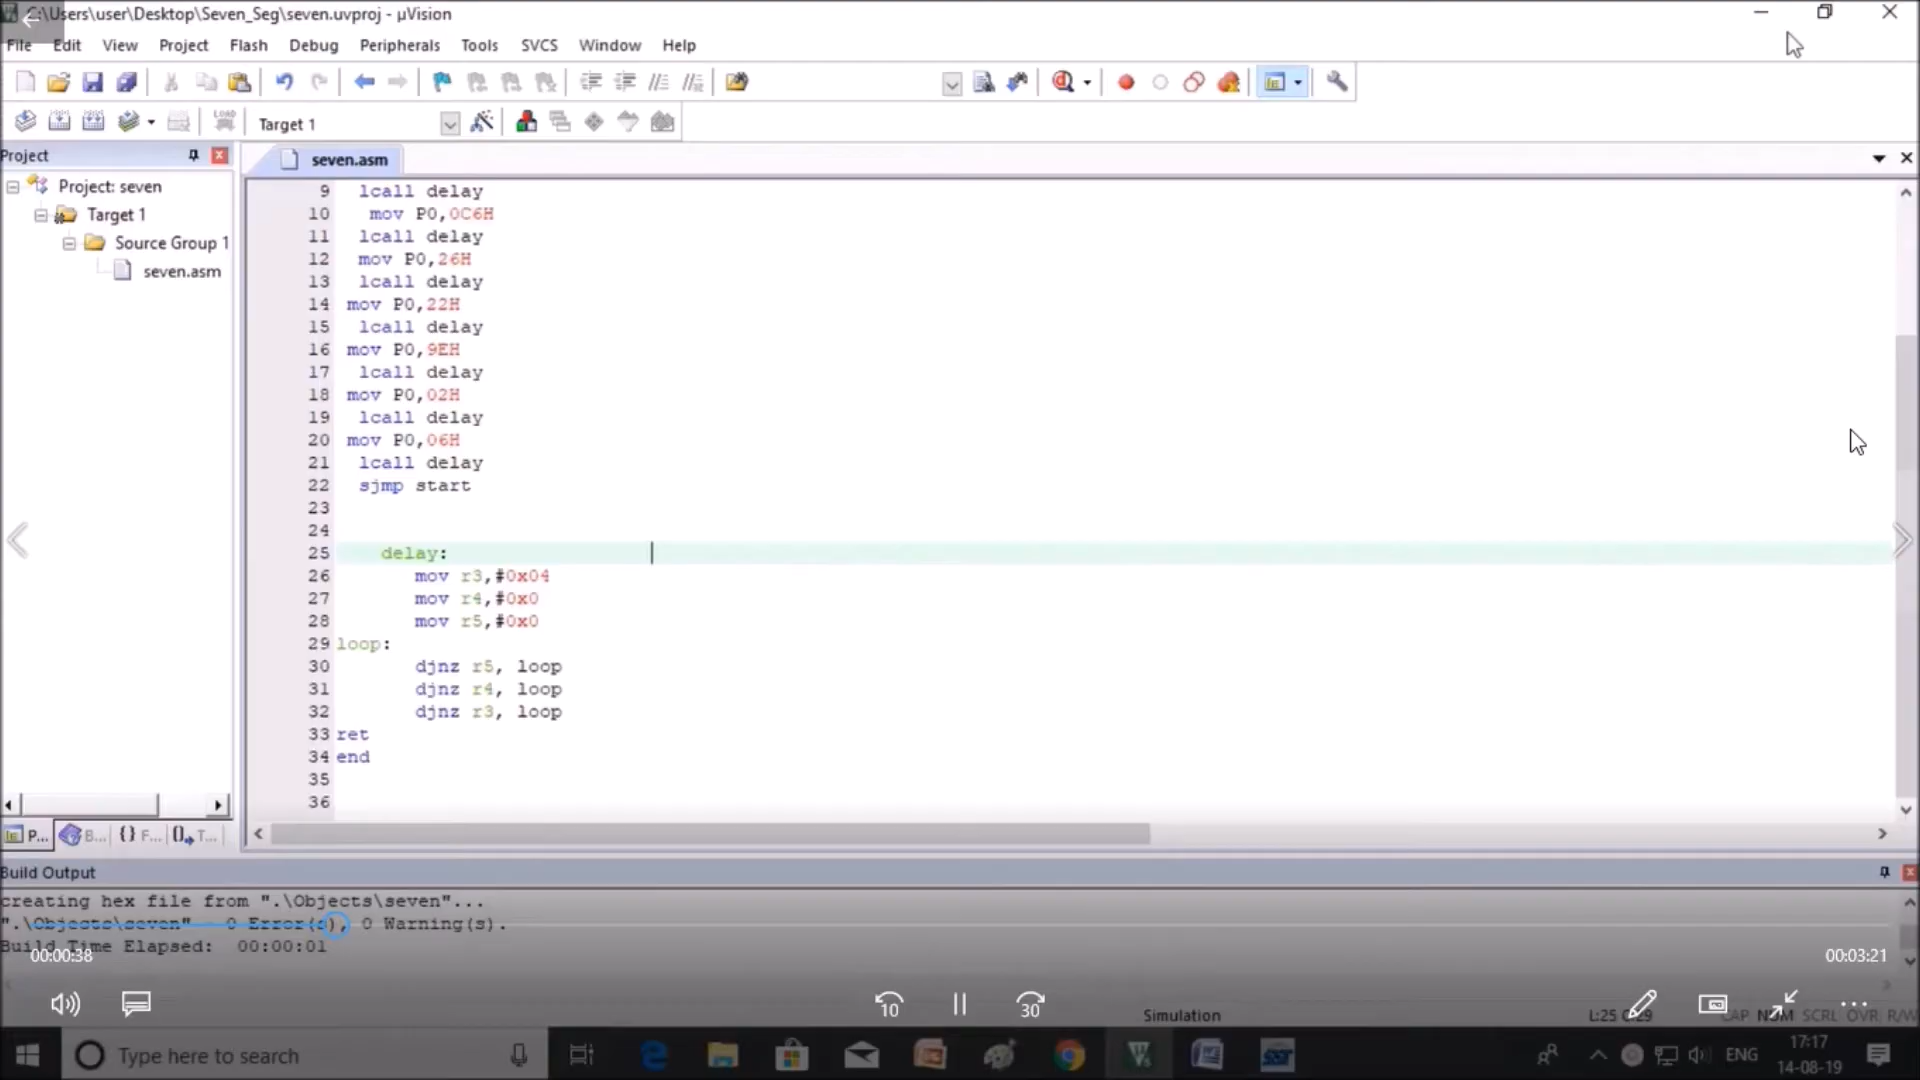 C:\Users\user\Desktop\Seven_Seg\seven.uvproj - µVision
File Edit View Project Flash Debug Peripherals Tools SVCS Window Help
LOAD
Target 1
Project
seven.asm
Project: seven
Target 1
Source Group 1
seven.asm
9 lcall delay
10 mov P0,0C6H
11 lcall delay
12 mov P0,26H
13 lcall delay
14 mov P0,22H
15 lcall delay
16 mov P0,9EH
17 lcall delay
18 mov P0,02H
19 lcall delay
20 mov P0,06H
21 lcall delay
22 sjmp start
23
24
25 delay:
26 mov r3,#0x04
27 mov r4,#0x0
28 mov r5,#0x0
29 loop:
30 djnz r5, loop
31 djnz r4, loop
32 djnz r3, loop
33 ret
34 end
35
36
P... B... {} F... T...
Build Output
creating hex file from ".\Objects\seven"...
".\Objects\seven" - 0 Error(s), 0 Warning(s).
Build Time Elapsed: 00:00:01
00:00:38
00:03:21
10
30
Simulation
CAP NUM SCRL OVR R/W
Type here to search
SST
ENG
17:17
14-08-19